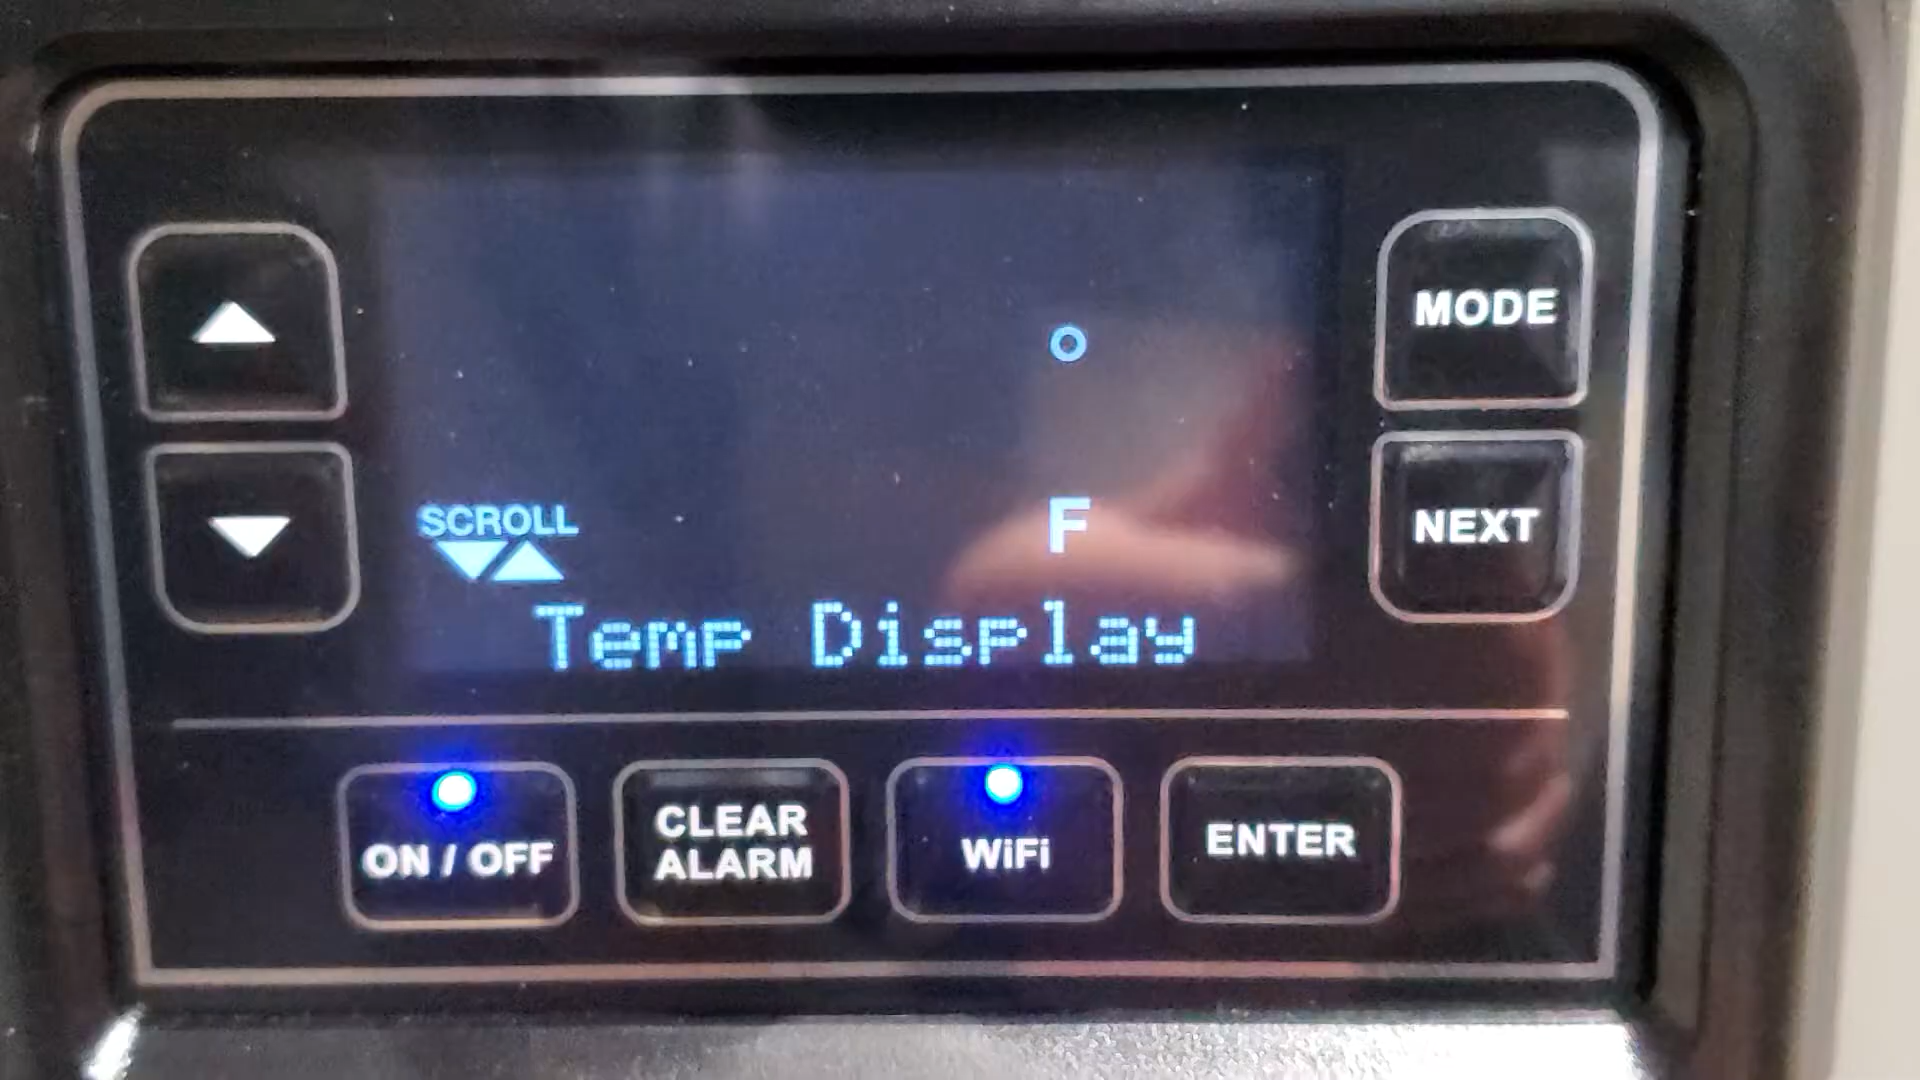 MODE
°
SCROLL
F
NEXT
Temp Display
ON / OFF
CLEAR
ALARM
WiFi
ENTER